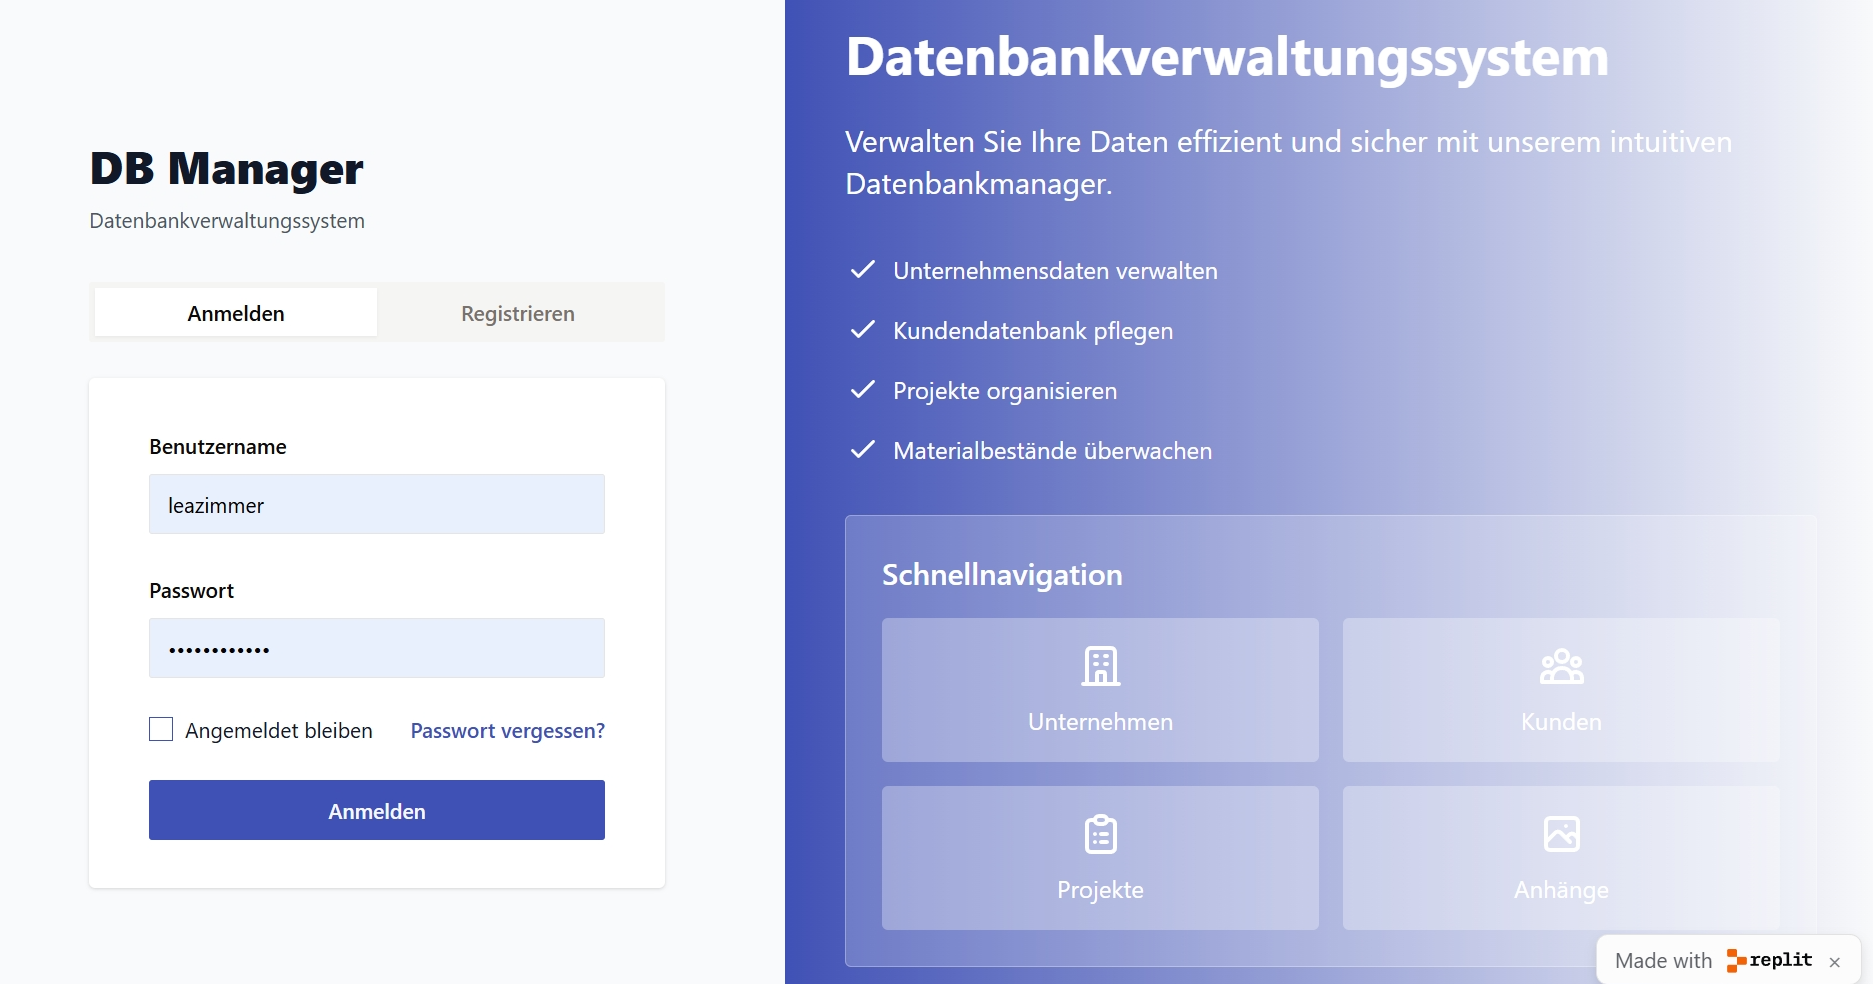 DB Manager
Datenbankverwaltungssystem
Anmelden
Registrieren
Benutzername
leazimmer
Passwort
••••••••••••
Angemeldet bleiben
Passwort vergessen?
Anmelden
Datenbankverwaltungssystem
Verwalten Sie Ihre Daten effizient und sicher mit unserem intuitiven
Datenbankmanager.
Unternehmensdaten verwalten
Kundendatenbank pflegen
Projekte organisieren
Materialbestände überwachen
Schnellnavigation
Unternehmen
Kunden
Projekte
Anhänge
Made with replit ×